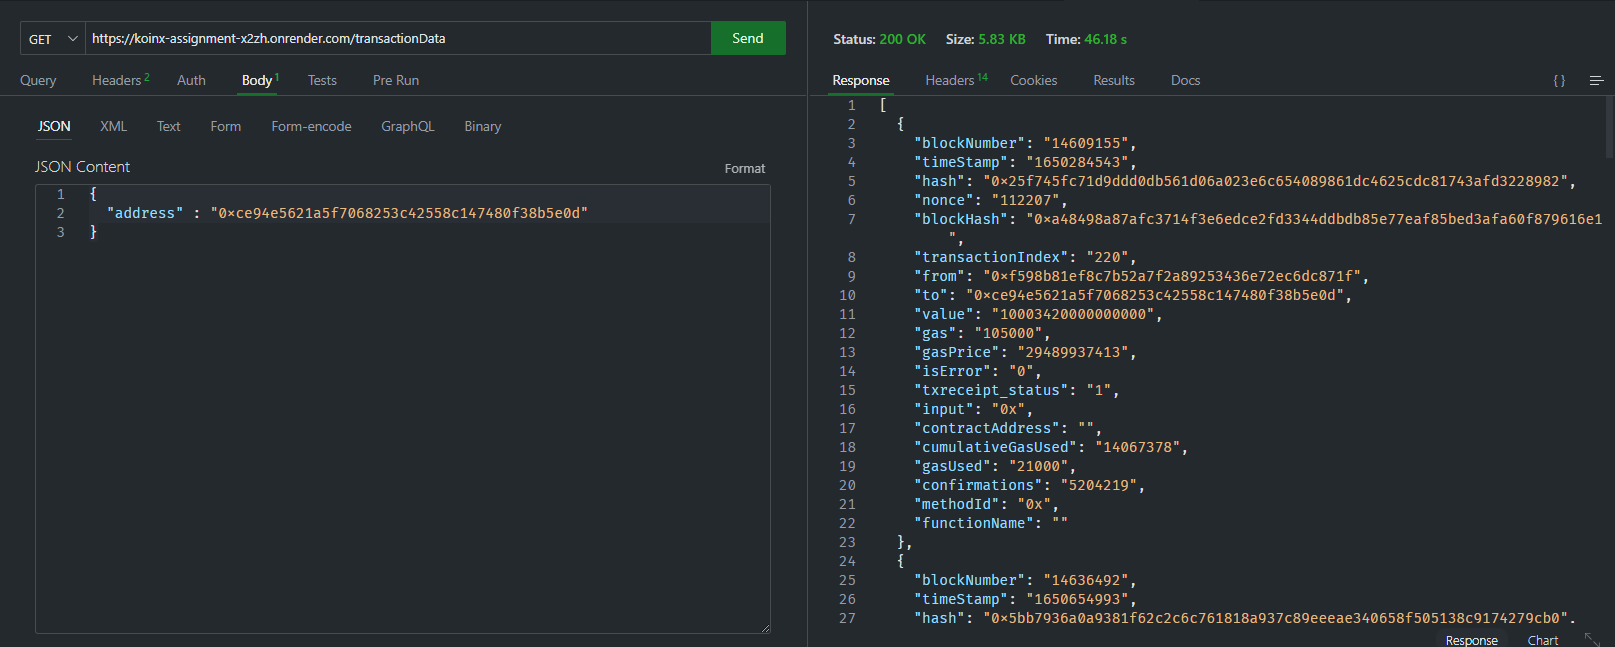 GET https://koinx-assignment-x2zh.onrender.com/transactionData Send
Query Headers 2 Auth Body 1 Tests Pre Run
JSON XML Text Form Form-encode GraphQL Binary
JSON Content Format
1 {
2 "address" : "0×ce94e5621a5f7068253c42558c147480f38b5e0d"
3 }
Status: 200 OK Size: 5.83 KB Time: 46.18 s
Response Headers 14 Cookies Results Docs { }
1 [
2 {
3 "blockNumber": "14609155",
4 "timeStamp": "1650284543",
5 "hash": "0×25f745fc71d9ddd0db561d06a023e6c654089861dc4625cdc81743afd3228982",
6 "nonce": "112207",
7 "blockHash": "0×a48498a87afc3714f3e6edce2fd3344ddbdb85e77eaf85bed3afa60f879616e1
",
8 "transactionIndex": "220",
9 "from": "0×f598b81ef8c7b52a7f2a89253436e72ec6dc871f",
10 "to": "0×ce94e5621a5f7068253c42558c147480f38b5e0d",
11 "value": "10003420000000000",
12 "gas": "105000",
13 "gasPrice": "29489937413",
14 "isError": "0",
15 "txreceipt_status": "1",
16 "input": "0x",
17 "contractAddress": "",
18 "cumulativeGasUsed": "14067378",
19 "gasUsed": "21000",
20 "confirmations": "5204219",
21 "methodId": "0x",
22 "functionName": ""
23 },
24 {
25 "blockNumber": "14636492",
26 "timeStamp": "1650654993",
27 "hash": "0×5bb7936a0a9381f62c2c6c761818a937c89eeeae340658f505138c9174279cb0",
Response Chart